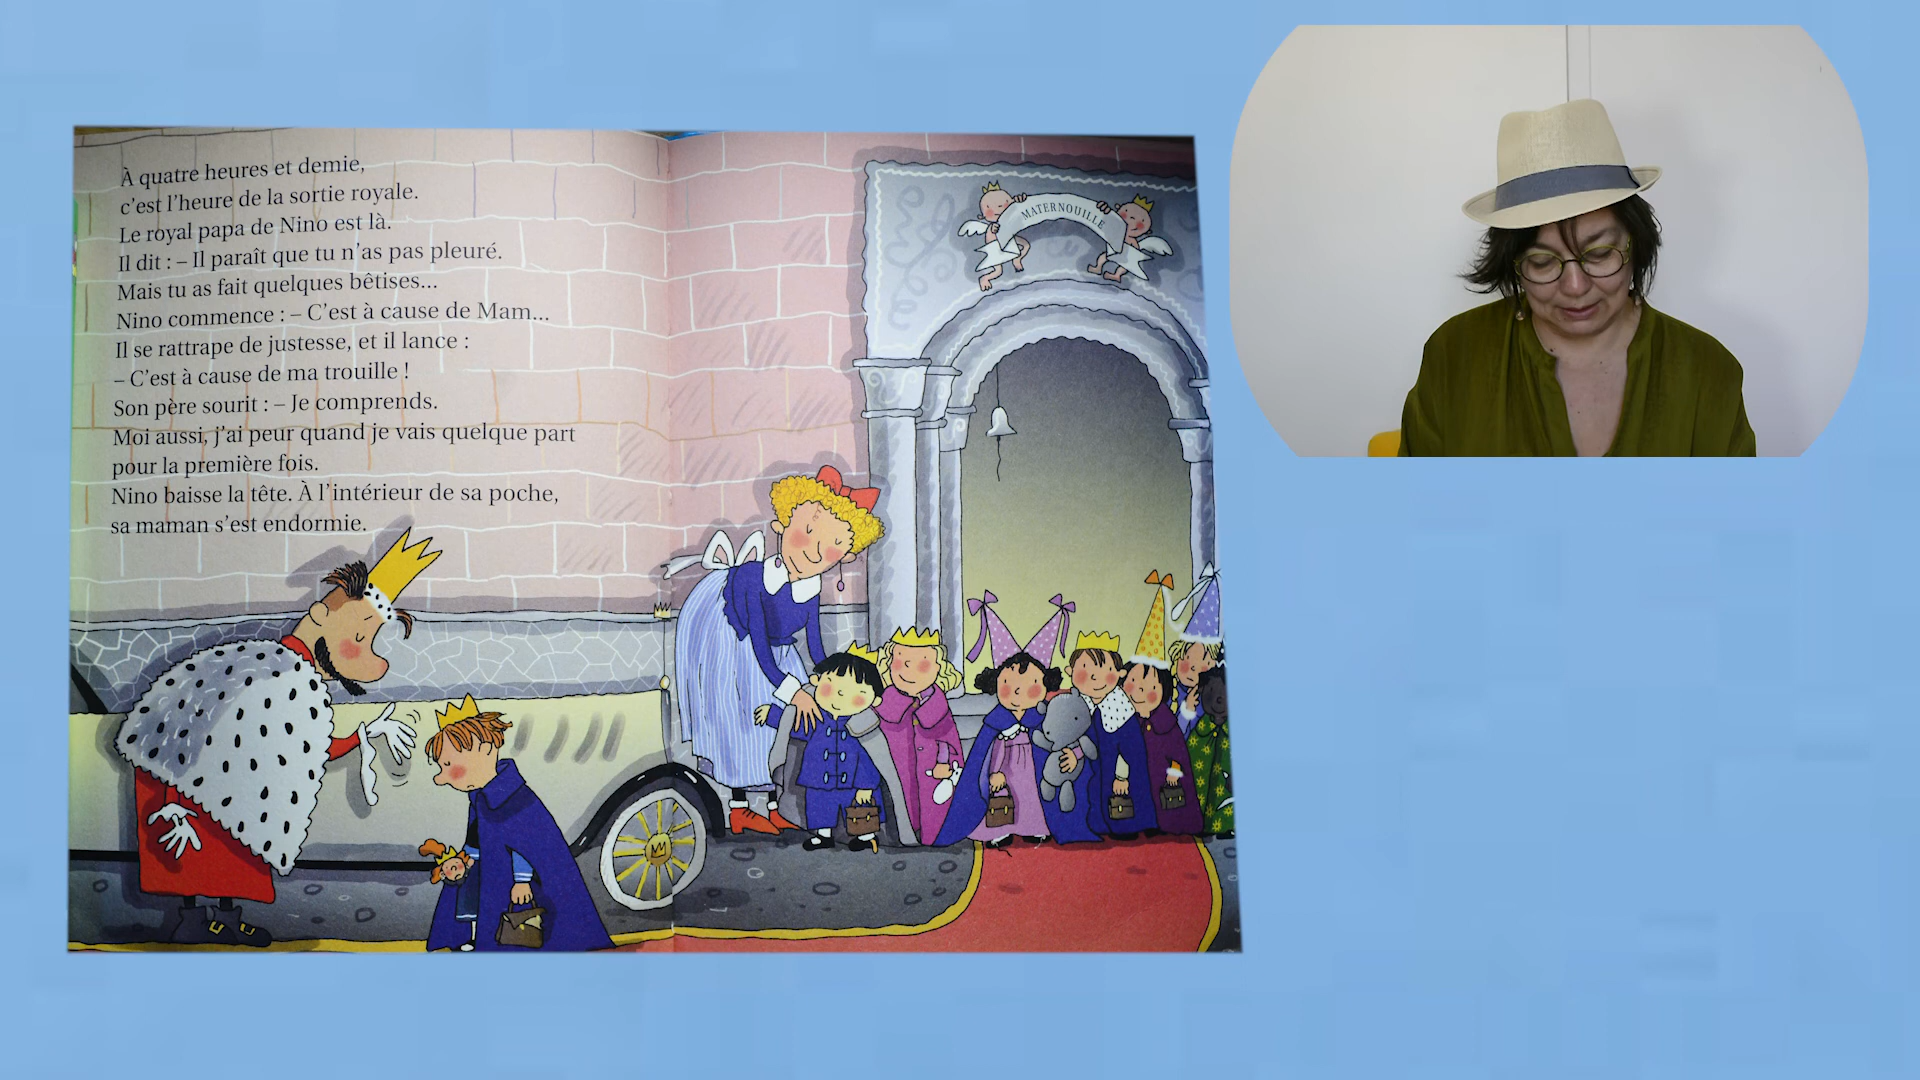 À quatre heures et demie,
c'est l'heure de la sortie royale.
Le royal papa de Nino est là.
Il dit : – Il paraît que tu n'as pas pleuré.
Mais tu as fait quelques bêtises...
Nino commence : – C'est à cause de Mam...
Il se rattrape de justesse, et il lance :
– C'est à cause de ma trouille !
Son père sourit : – Je comprends.
Moi aussi, j'ai peur quand je vais quelque part
pour la première fois.
Nino baisse la tête. À l'intérieur de sa poche,
sa maman s'est endormie.
MATERNOUILLE